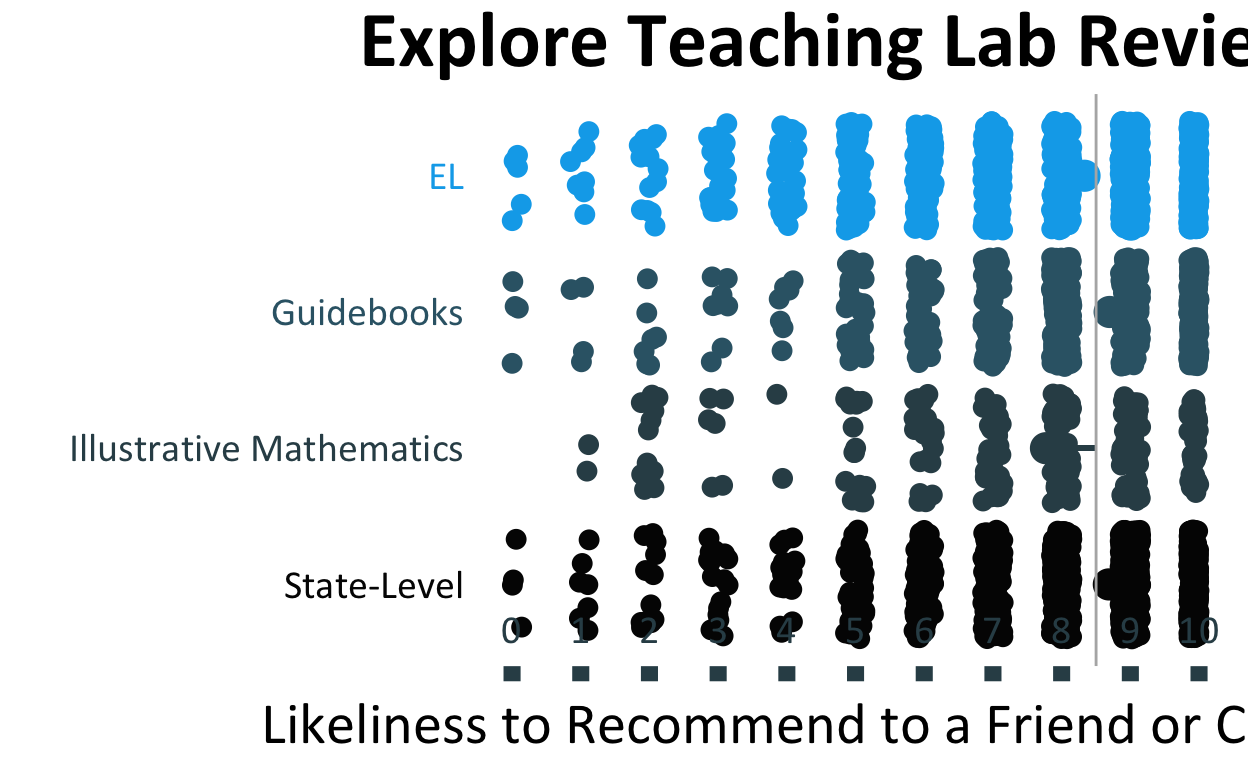 Explore Teaching Lab Revie
EL
Guidebooks
Illustrative Mathematics
State-Level
0 1 2 3 4 5 6 7 8 9 10
Likeliness to Recommend to a Friend or C